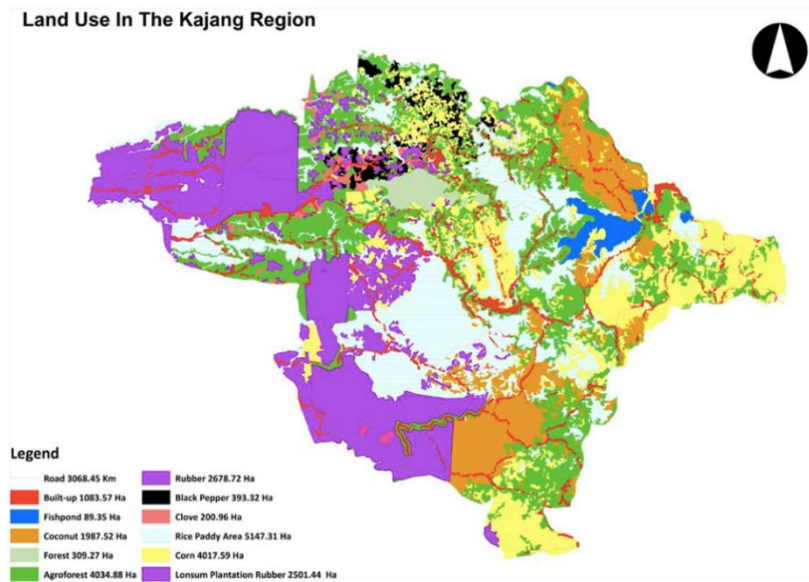 Land Use In The Kajang Region
Legend
Road 3068.45 Km
Built-up 1083.57 Ha
Fishpond 89.35 Ha
Coconut 1987.52 Ha
Forest 309.27 Ha
Agroforest 4034.88 Ha
Rubber 2678.72 Ha
Black Pepper 393.32 Ha
Clove 200.96 Ha
Rice Paddy Area 5147.31 Ha
Corn 4017.59 Ha
Lonsum Plantation Rubber 2501.44 Ha